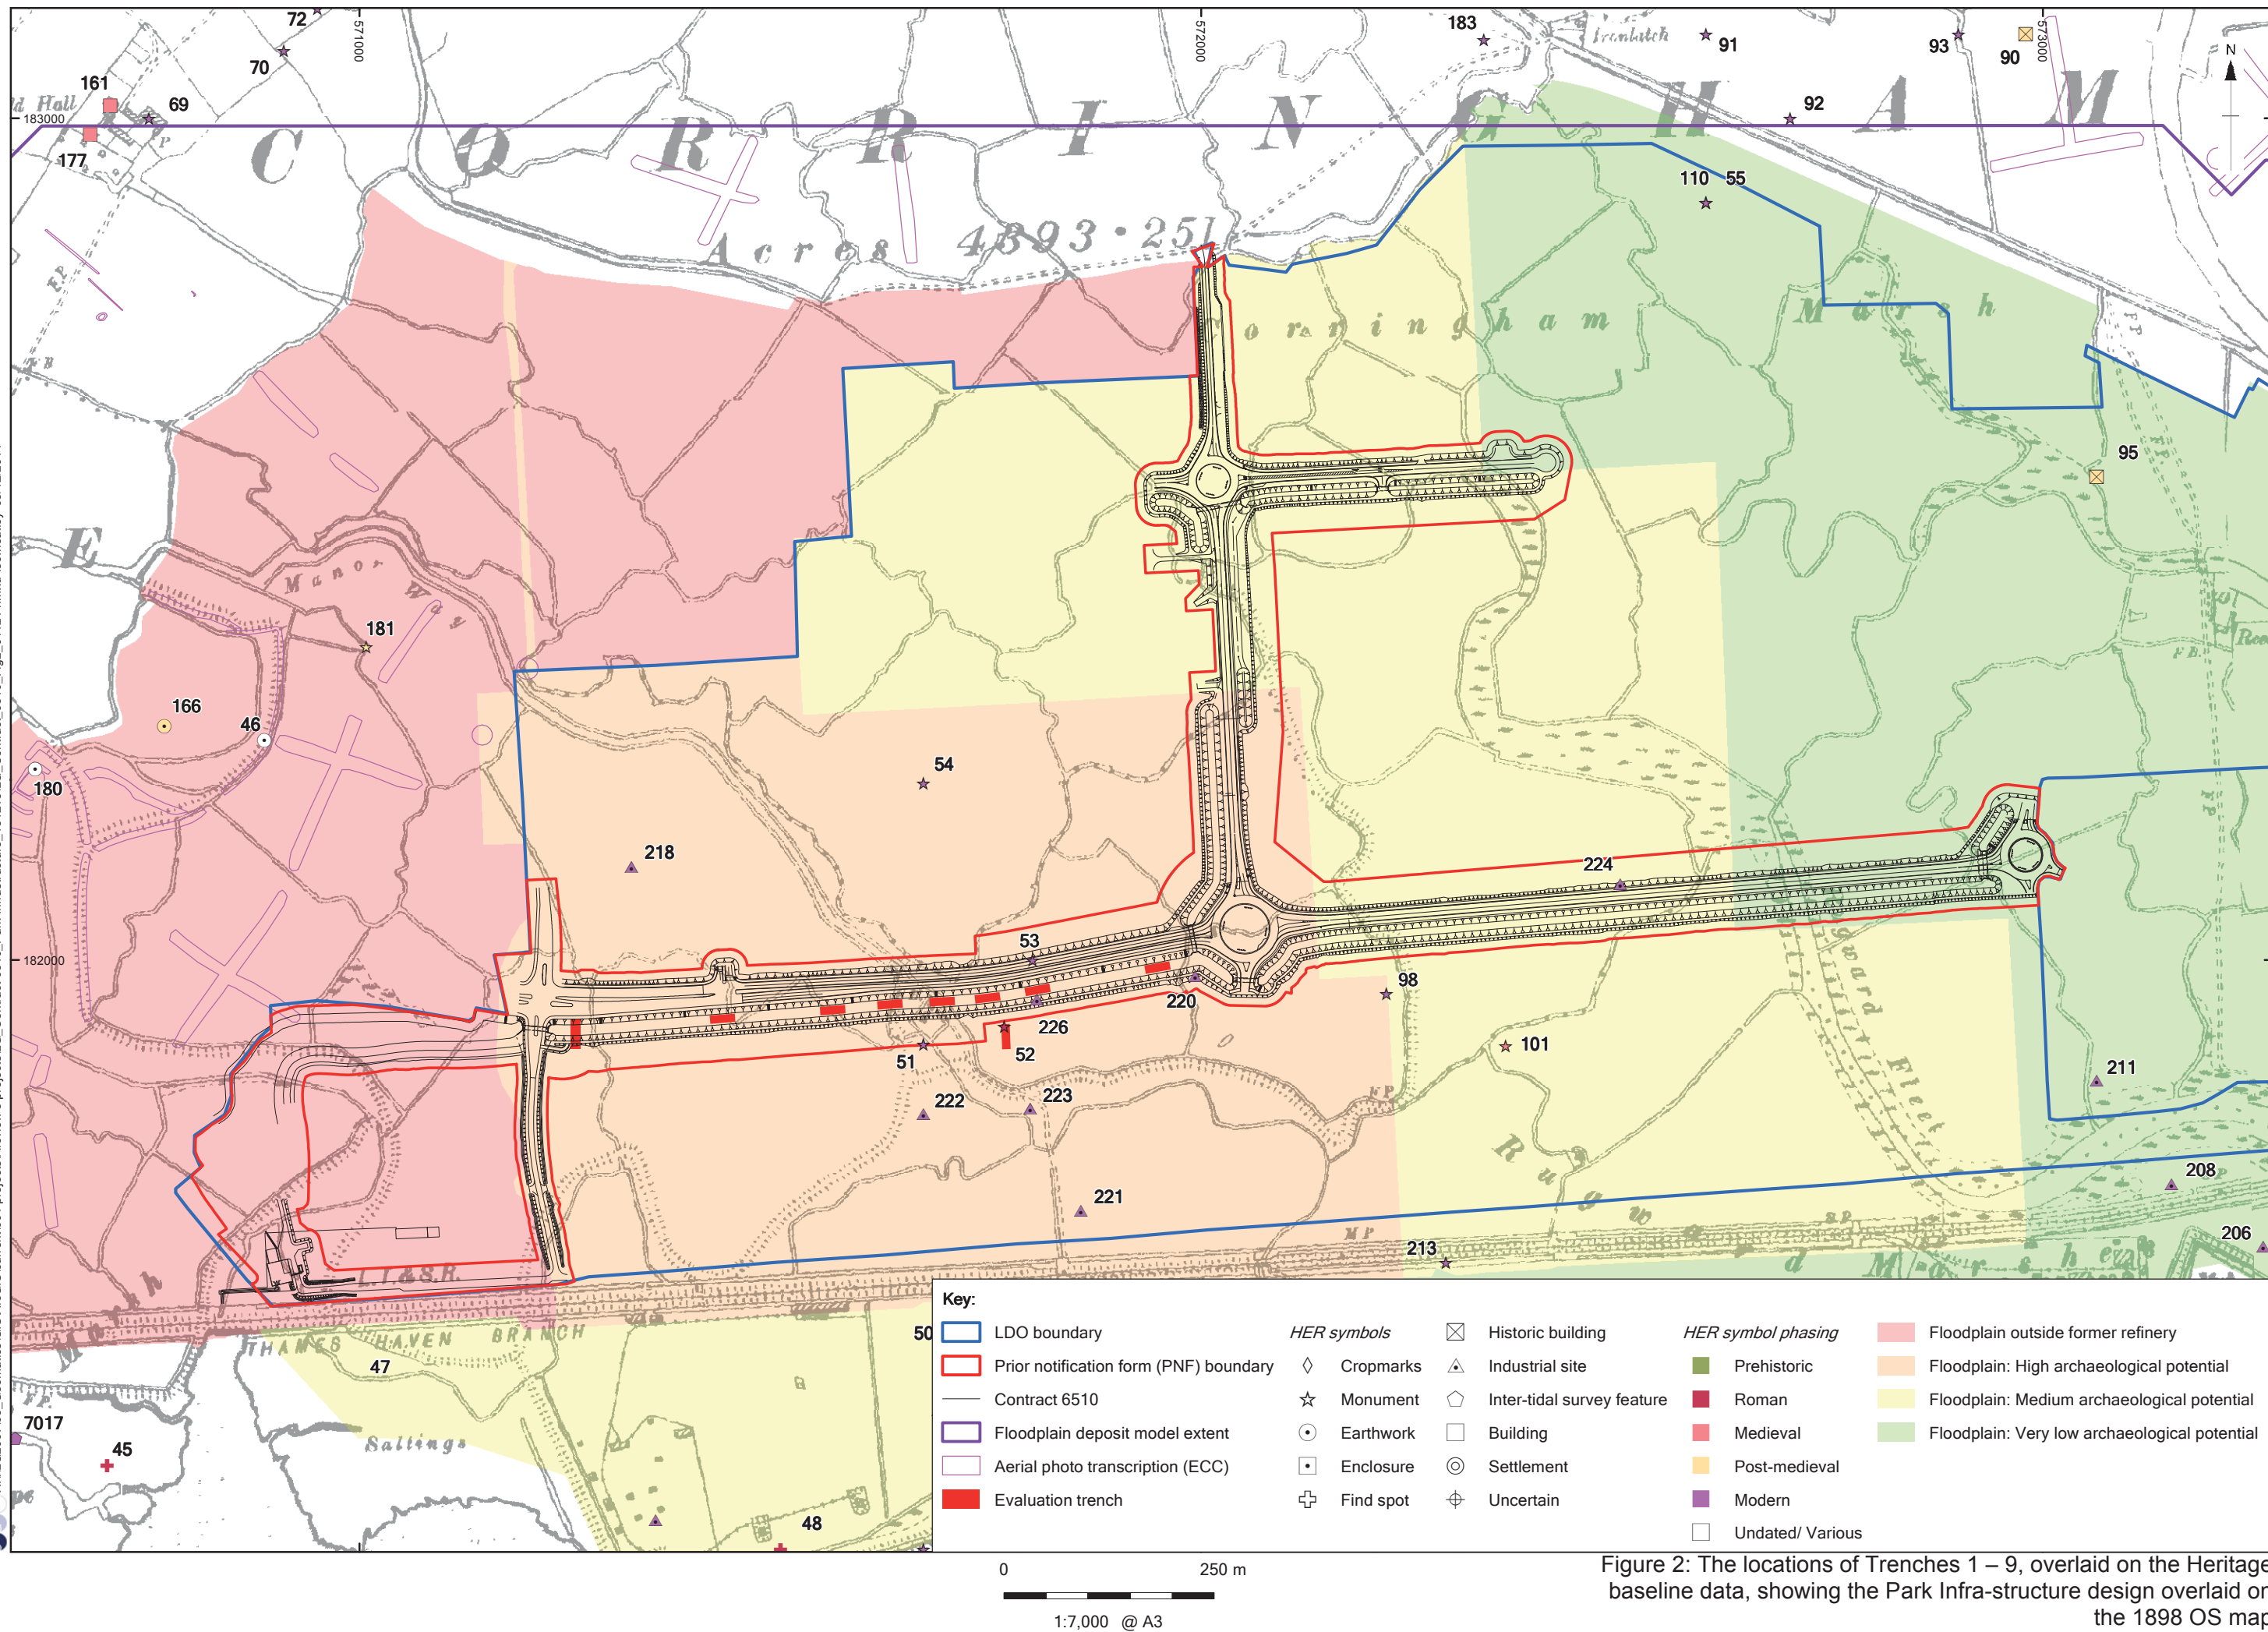 72
571000
572000
183
Ironlatch
91
93
573000
90
N
70
161
69
ld Hall
183000
177
P
92
C O R R I N G H A M
110 55
Acres 4393·251
F.P.
F.B
Corringham Marsh
F.P
95
E
Manor Way
181
166
46
180
54
218
224
53
182000
220
98
226
51
52
101
222
223
F.P
211
Rugward Fleet
221
208
M.P
S.P
213
206
Rugward Marshes
L.T.&S.R.
Marsh
THAMES HAVEN BRANCH
50
47
F.P.
7017
45
Saltings
48
Key:
LDO boundary
Prior notification form (PNF) boundary
Contract 6510
Floodplain deposit model extent
Aerial photo transcription (ECC)
Evaluation trench
HER symbols
Cropmarks
Monument
Earthwork
Enclosure
Find spot
Historic building
Industrial site
Inter-tidal survey feature
Building
Settlement
Uncertain
HER symbol phasing
Prehistoric
Roman
Medieval
Post-medieval
Modern
Undated/ Various
Floodplain outside former refinery
Floodplain: High archaeological potential
Floodplain: Medium archaeological potential
Floodplain: Very low archaeological potential
0 250 m
1:7,000 @ A3
Figure 2: The locations of Trenches 1 – 9, overlaid on the Heritage
baseline data, showing the Park Infra-structure design overlaid on
the 1898 OS map